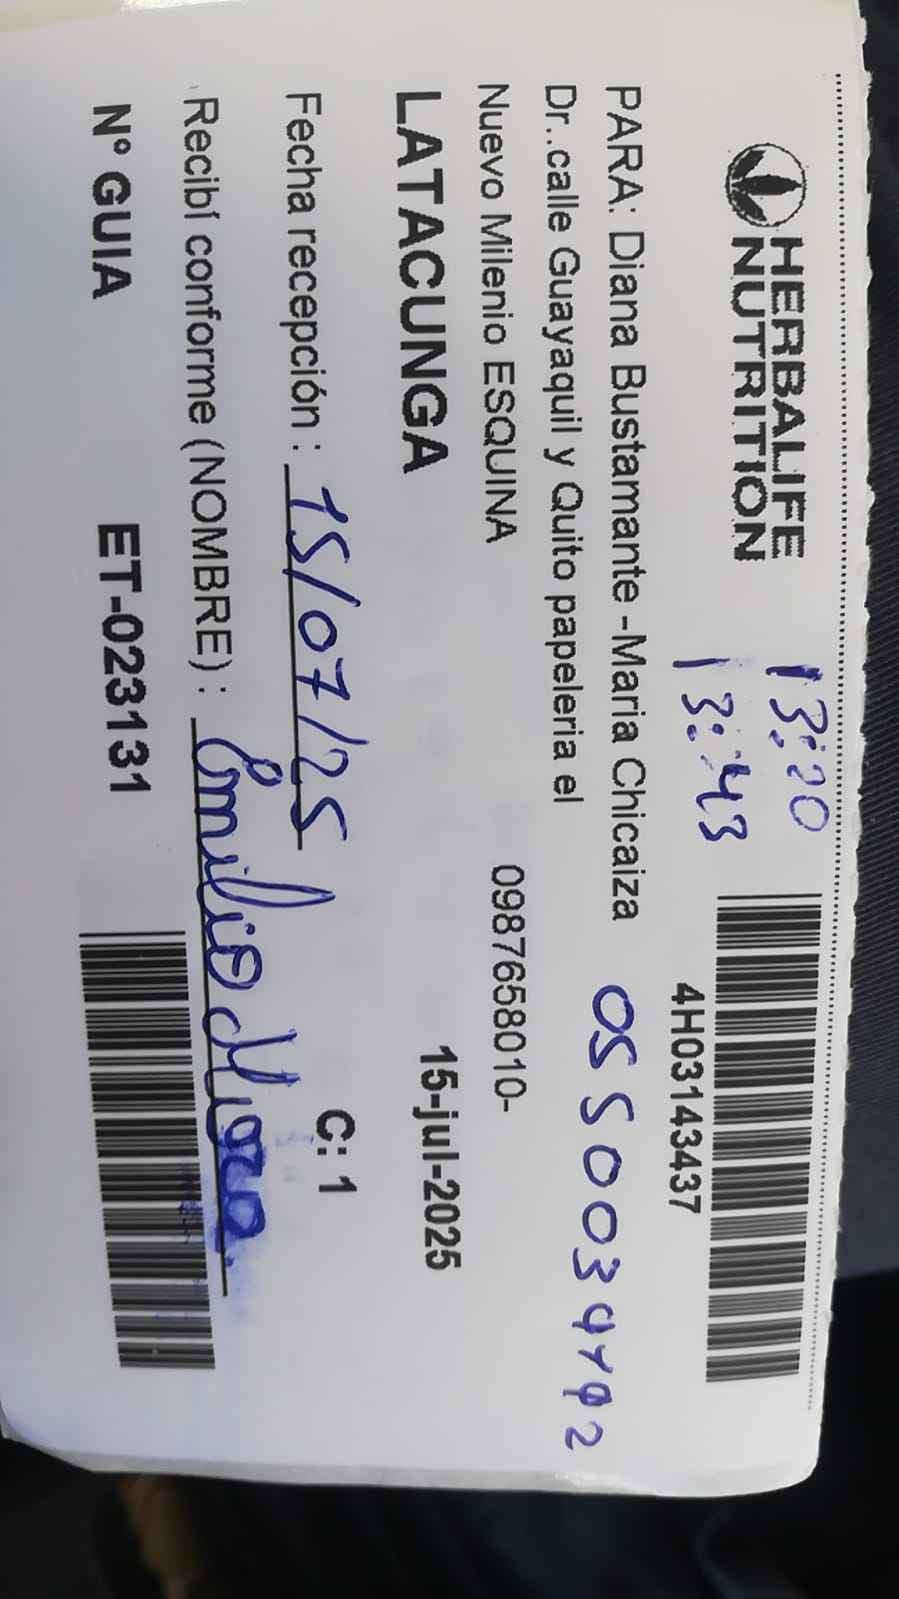 HERBALIFE
NUTRITION
13:20
13:43
4H03143437
PARA: Diana Bustamante -Maria Chicaiza
Dr..calle Guayaquil y Quito papeleria el
Nuevo Milenio ESQUINA
0987658010-
LATACUNGA
15-jul-2025
Fecha recepción : 15/07/25
C: 1
Recibí conforme (NOMBRE) : Emilio
N° GUIA
ET-023131